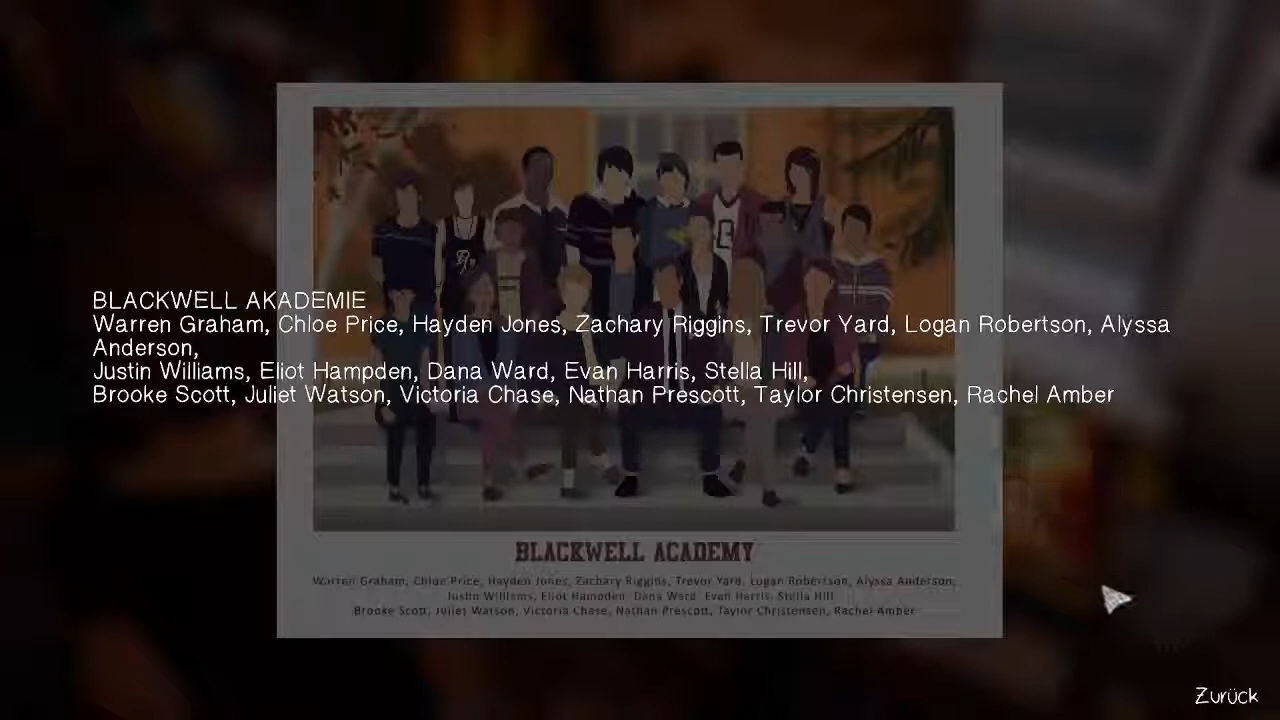 BLACKWELL AKADEMIE
Warren Graham, Chloe Price, Hayden Jones, Zachary Riggins, Trevor Yard, Logan Robertson, Alyssa
Anderson,
Justin Williams, Eliot Hampden, Dana Ward, Evan Harris, Stella Hill,
Brooke Scott, Juliet Watson, Victoria Chase, Nathan Prescott, Taylor Christensen, Rachel Amber
BLACKWELL ACADEMY
Warren Graham, Chloe Price, Hayden Jones, Zachary Riggins, Trevor Yard, Logan Robertson, Alyssa Anderson,
Justin Williams, Eliot Hampden, Dana Ward, Evan Harris, Stella Hill
Brooke Scott, Juliet Watson, Victoria Chase, Nathan Prescott, Taylor Christensen, Rachel Amber
Zurück